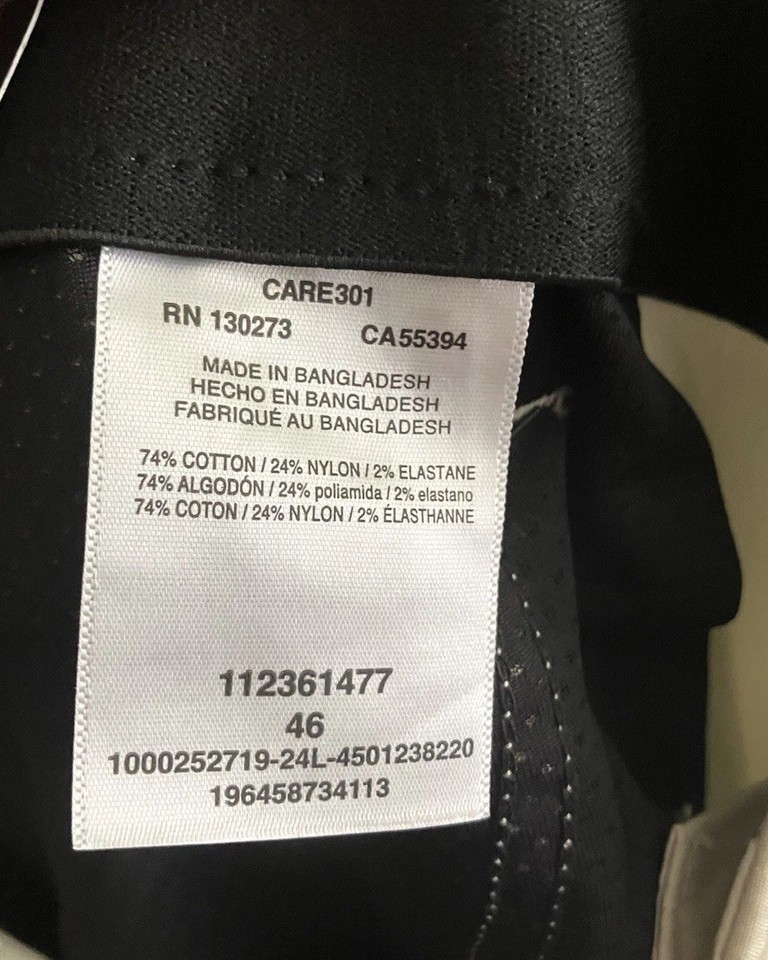 CARE301
RN 130273 CA55394
MADE IN BANGLADESH
HECHO EN BANGLADESH
FABRIQUÉ AU BANGLADESH
74% COTTON / 24% NYLON / 2% ELASTANE
74% ALGODÓN / 24% poliamida / 2% elastano
74% COTON / 24% NYLON / 2% ÉLASTHANNE
112361477
46
1000252719-24L-4501238220
196458734113